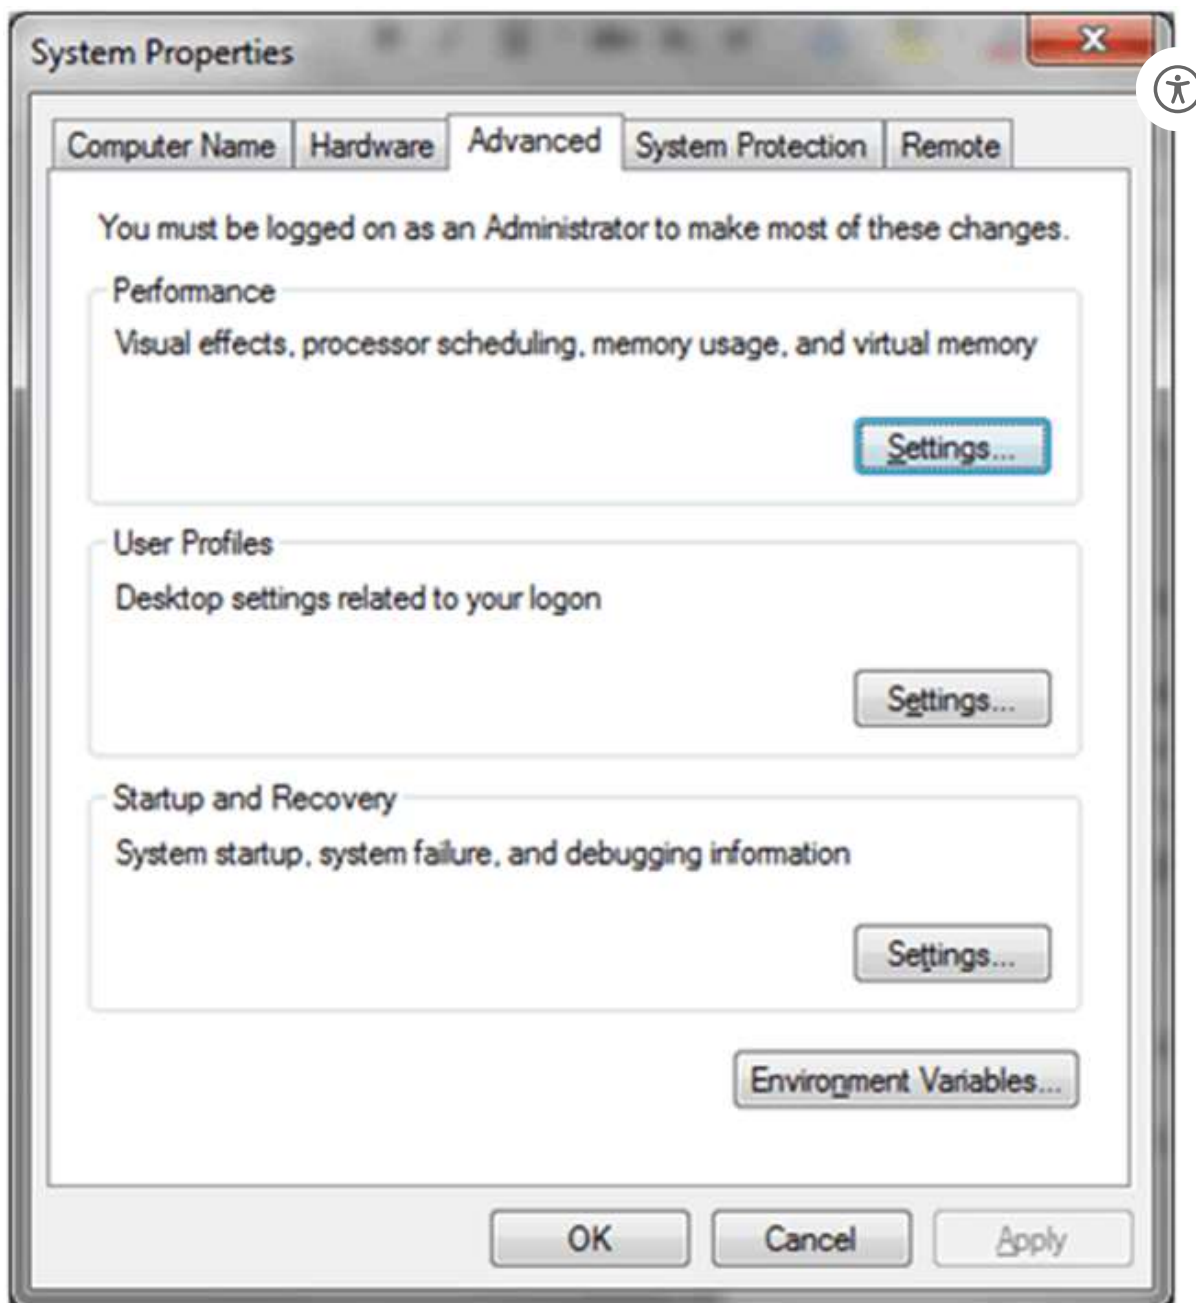 System Properties
Computer Name
Hardware
Advanced
System Protection
Remote
You must be logged on as an Administrator to make most of these changes.
Performance
Visual effects, processor scheduling, memory usage, and virtual memory
Settings...
User Profiles
Desktop settings related to your logon
Settings...
Startup and Recovery
System startup, system failure, and debugging information
Settings...
Environment Variables...
OK
Cancel
Apply